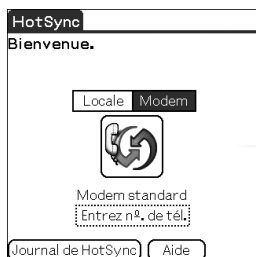 HotSync
Bienvenue.
Locale Modem
Modem standard
Entrez nº. de tél.
Journal de HotSync Aide